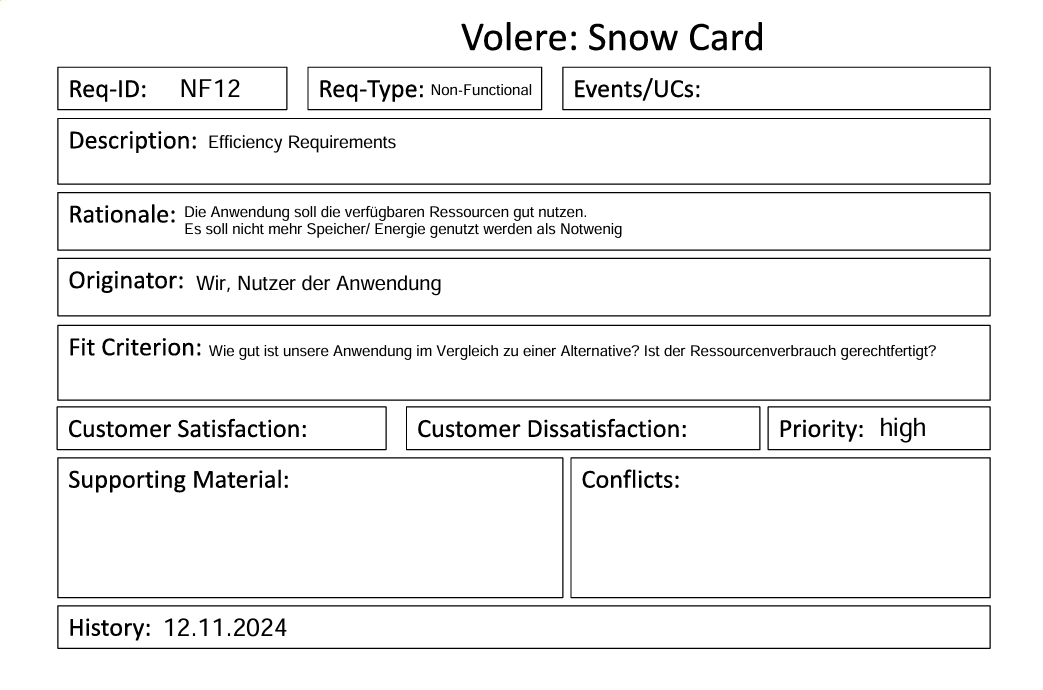 Volere: Snow Card
Req-ID: NF12
Req-Type: Non-Functional
Events/UCs:
Description: Efficiency Requirements
Rationale: Die Anwendung soll die verfügbaren Ressourcen gut nutzen.
Es soll nicht mehr Speicher/ Energie genutzt werden als Notwenig
Originator: Wir, Nutzer der Anwendung
Fit Criterion: Wie gut ist unsere Anwendung im Vergleich zu einer Alternative? Ist der Ressourcenverbrauch gerechtfertigt?
Customer Satisfaction:
Customer Dissatisfaction:
Priority: high
Supporting Material:
Conflicts:
History: 12.11.2024